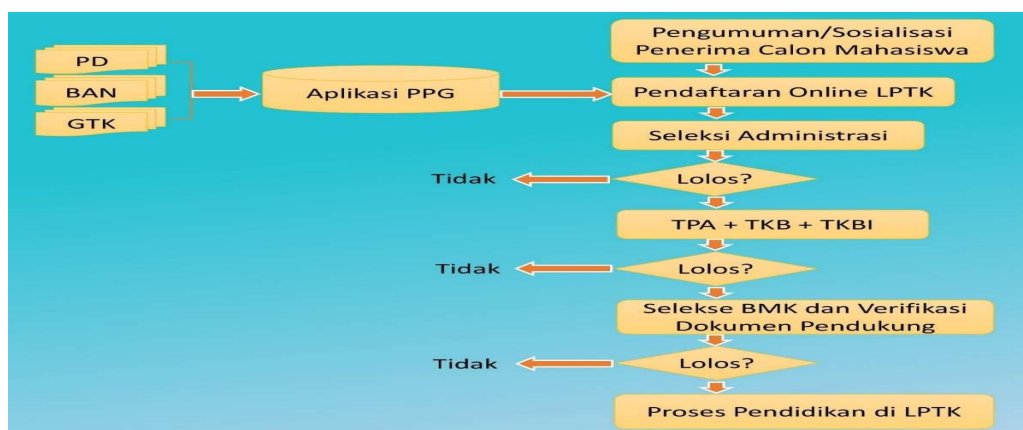 PD
BAN
GTK
Aplikasi PPG
Pengumuman/Sosialisasi
Penerima Calon Mahasiswa
Pendaftaran Online LPTK
Seleksi Administrasi
Tidak
Lolos?
TPA + TKB + TKBI
Tidak
Lolos?
Selekse BMK dan Verifikasi
Dokumen Pendukung
Tidak
Lolos?
Proses Pendidikan di LPTK